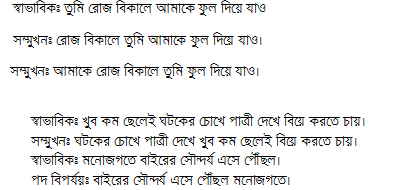 স্বাভাবিকঃ তুমি রোজ বিকালে আমাকে ফুল দিয়ে যাও
সম্মুখনঃ রোজ বিকালে তুমি আমাকে ফুল দিয়ে যাও।
সম্মুখনঃ আমাকে রোজ বিকালে তুমি ফুল দিয়ে যাও।
স্বাভাবিকঃ খুব কম ছেলেই ঘটকের চোখে পাত্রী দেখে বিয়ে করতে চায়।
সম্মুখনঃ ঘটকের চোখে পাত্রী দেখে খুব কম ছেলেই বিয়ে করতে চায়।
স্বাভাবিকঃ মনোজগতে বাইরের সৌন্দর্য এসে পৌঁছল।
পদ বিপর্যয়ঃ বাইরের সৌন্দর্য এসে পৌঁছল মনোজগতে।